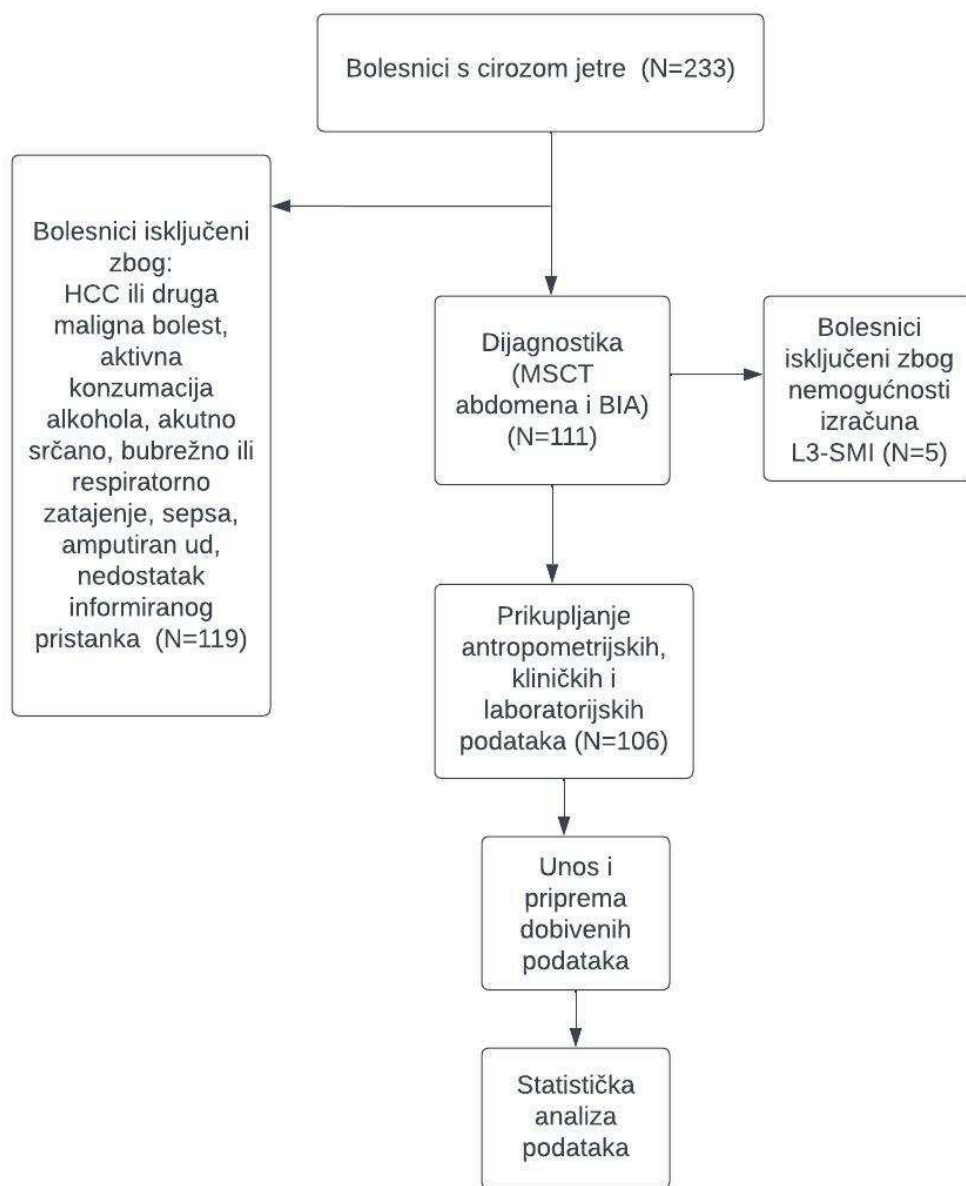 Bolesnici s cirozom jetre  (N=233)
Bolesnici isključeni
zbog:
HCC ili druga
maligna bolest,
aktivna
konzumacija
alkohola, akutno
srčano, bubrežno ili
respiratorno
zatajenje, sepsa,
amputiran ud,
nedostatak
informiranog
pristanka  (N=119)
Dijagnostika
(MSCT
abdomena i BIA)
(N=111)
Bolesnici
isključeni zbog
nemogućnosti
izračuna
L3-SMI (N=5)
Prikupljanje
antropometrijskih,
kliničkih i
laboratorijskih
podataka (N=106)
Unos i
priprema
dobivenih
podataka
Statistička
analiza
podataka